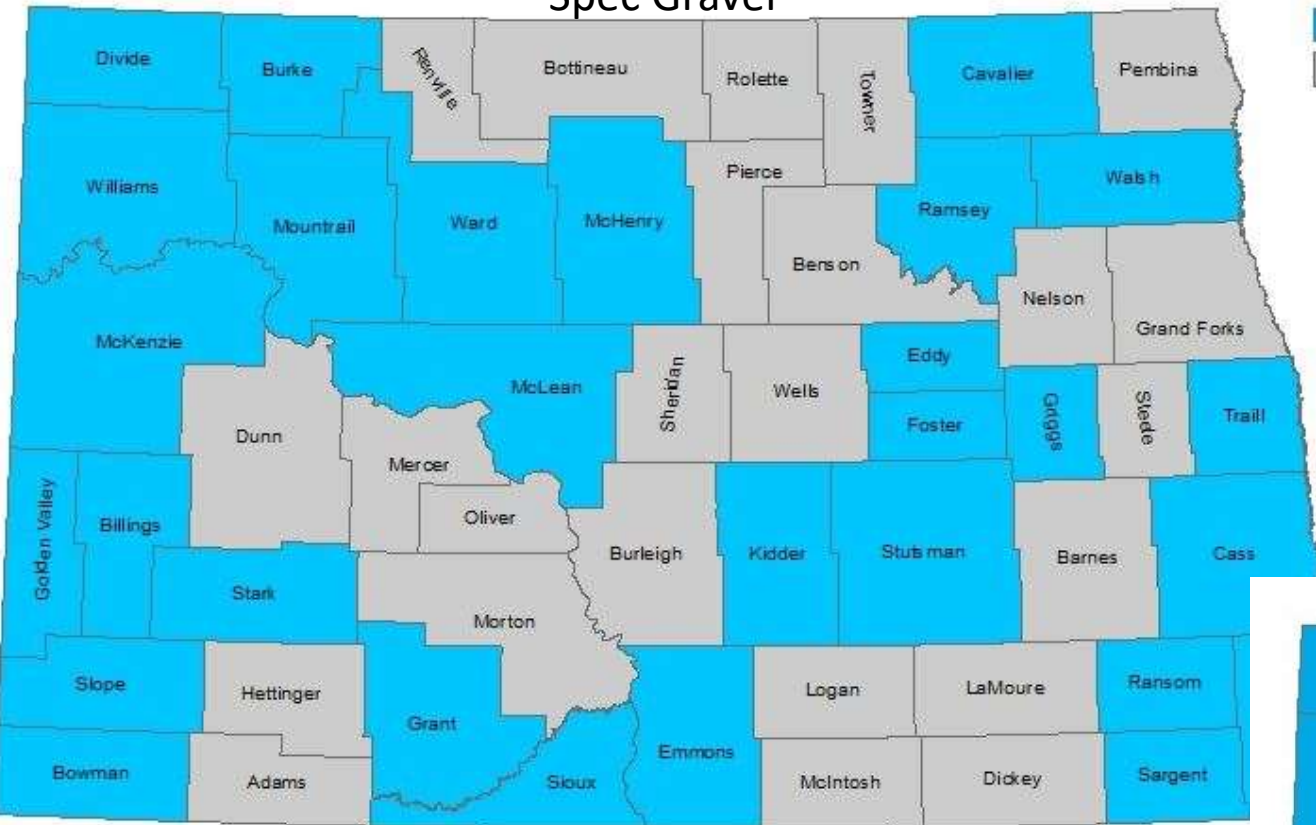 Spec Gravel
Divide
Burke
Renville
Bottineau
Rolette
Towner
Cavalier
Pembina
Williams
Mountrail
Ward
McHenry
Pierce
Benson
Ramsey
Walsh
Nelson
Grand Forks
McKenzie
Dunn
McLean
Sheridan
Wells
Eddy
Foster
Griggs
Steele
Traill
Mercer
Oliver
Golden Valley
Billings
Stark
Morton
Burleigh
Kidder
Stutsman
Barnes
Cass
Slope
Hettinger
Grant
Logan
LaMoure
Ransom
Bowman
Adams
Sioux
Emmons
McIntosh
Dickey
Sargent